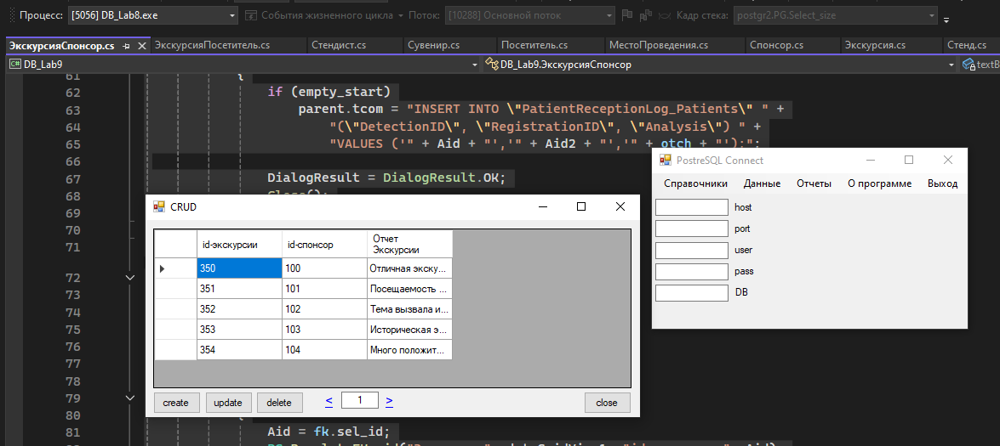 Процесс: [5056] DB_Lab8.exe События жизненного цикла Поток: [10288] Основной поток Кадр стека: postgr2.PG.Select_size
ЭкскурсияСпонсор.cs ЭкскурсияПосетитель.cs Стендист.cs Сувенир.cs Посетитель.cs МестоПроведения.cs Спонсор.cs Экскурсия.cs Стенд.cs
DB_Lab9 DB_Lab9.ЭкскурсияСпонсор textB
61 {
62 if (empty_start)
63 parent.tcom = "INSERT INTO \"PatientReceptionLog_Patients\" " +
64 "(\"DetectionID\", \"RegistrationID\", \"Analysis\") " +
65 "VALUES ('" + Aid + "','" + Aid2 + "','" + otch + "');";
66
67 DialogResult = DialogResult.OK;
68 Close();
69
70
71
72
73
74
75
76
77
78
79
80 {
81 Aid = fk.sel_id;
CRUD
id-экскурсии id-спонсор Отчет
Экскурсии
350 100 Отличная экску...
351 101 Посещаемость ...
352 102 Тема вызвала и...
353 103 Историческая э...
354 104 Много положит...
create update delete < 1 > close
PostreSQL Connect
Справочники Данные Отчеты О программе Выход
host
port
user
pass
DB